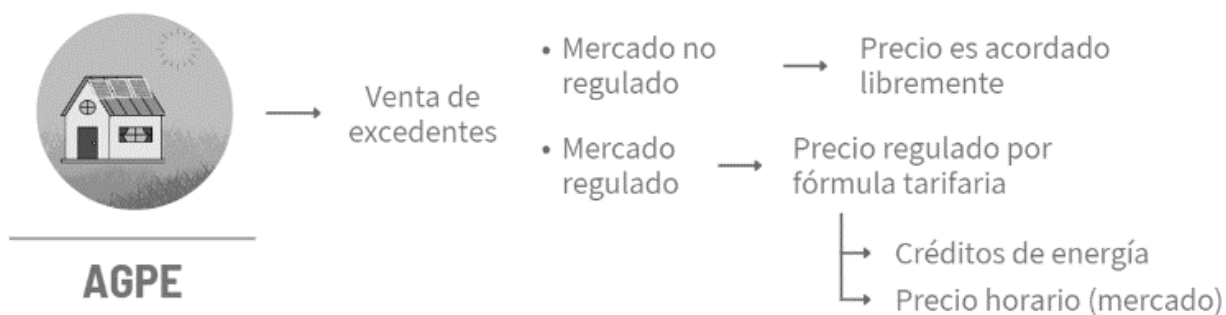 AGPE
Venta de
excedentes
• Mercado no
regulado
Precio es acordado
libremente
• Mercado
regulado
Precio regulado por
fórmula tarifaria
Créditos de energía
Precio horario (mercado)